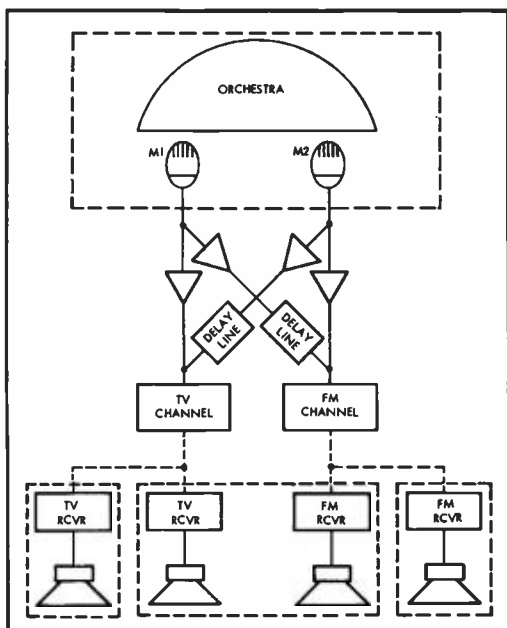 ORCHESTRA
M1
M2
DELAY
LINE
DELAY
LINE
TV
CHANNEL
FM
CHANNEL
TV
RCVR
TV
RCVR
FM
RCVR
FM
RCVR